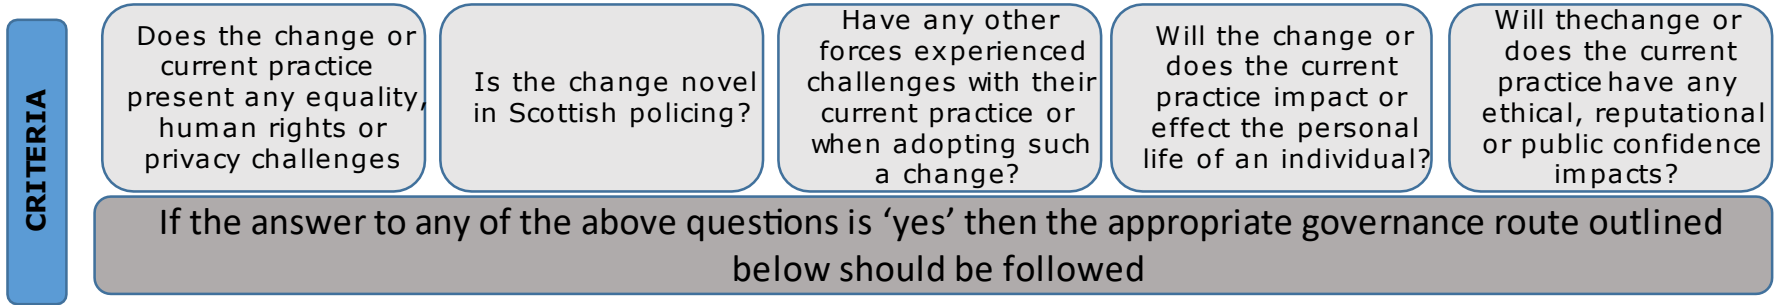 CRITERIA
Does the change or
current practice
present any equality,
human rights or
privacy challenges
Is the change novel
in Scottish policing?
Have any other
forces experienced
challenges with their
current practice or
when adopting such
a change?
Will the change or
does the current
practice impact or
effect the personal
life of an individual?
Will thechange or
does the current
practice have any
ethical, reputational
or public confidence
impacts?
If the answer to any of the above questions is ‘yes’ then the appropriate governance route outlined
below should be followed